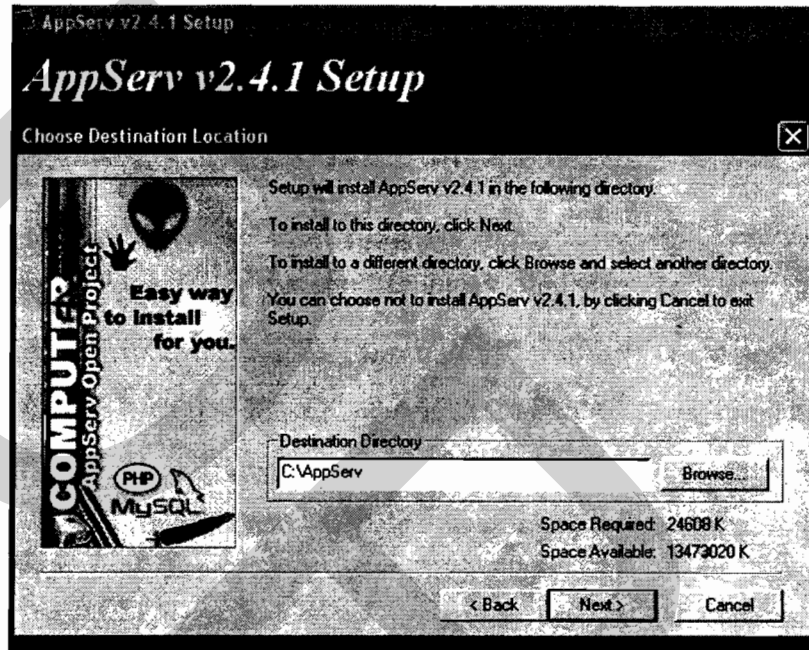 AppServ v2.4.1 Setup
AppServ v2.4.1 Setup
Choose Destination Location
Setup will install AppServ v2.4.1 in the following directory.
To install to this directory, click Next.
To install to a different directory, click Browse and select another directory.
You can choose not to install AppServ v2.4.1, by clicking Cancel to exit
Setup.
COMPUTER
AppServ Open Project
Easy way
to Install
for you.
PHP
MySQL
Destination Directory
C:\AppServ
Browse...
Space Required: 24608 K
Space Available: 13473020 K
< Back
Next >
Cancel